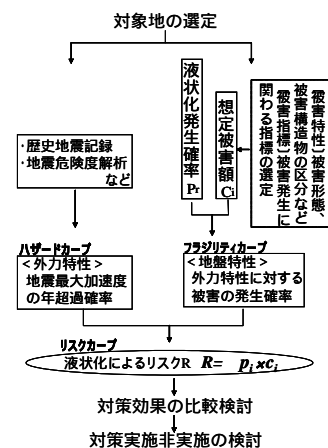 対象地の選定
・歴史地震記録
・地震危険度解析
など
液状化発生確率 Pr
想定被害額 Ci
(被害特性)被害形態、
被害構造物の区分など
(被害指標)被害発生に
関わる指標の選定
ハザードカーブ
<外力特性>
地震最大加速度
の年超過確率
フラジリティカーブ
<地盤特性>
外力特性に対する
被害の発生確率
リスクカーブ
液状化によるリスクR R= pi×ci
対策効果の比較検討
対策実施非実施の検討